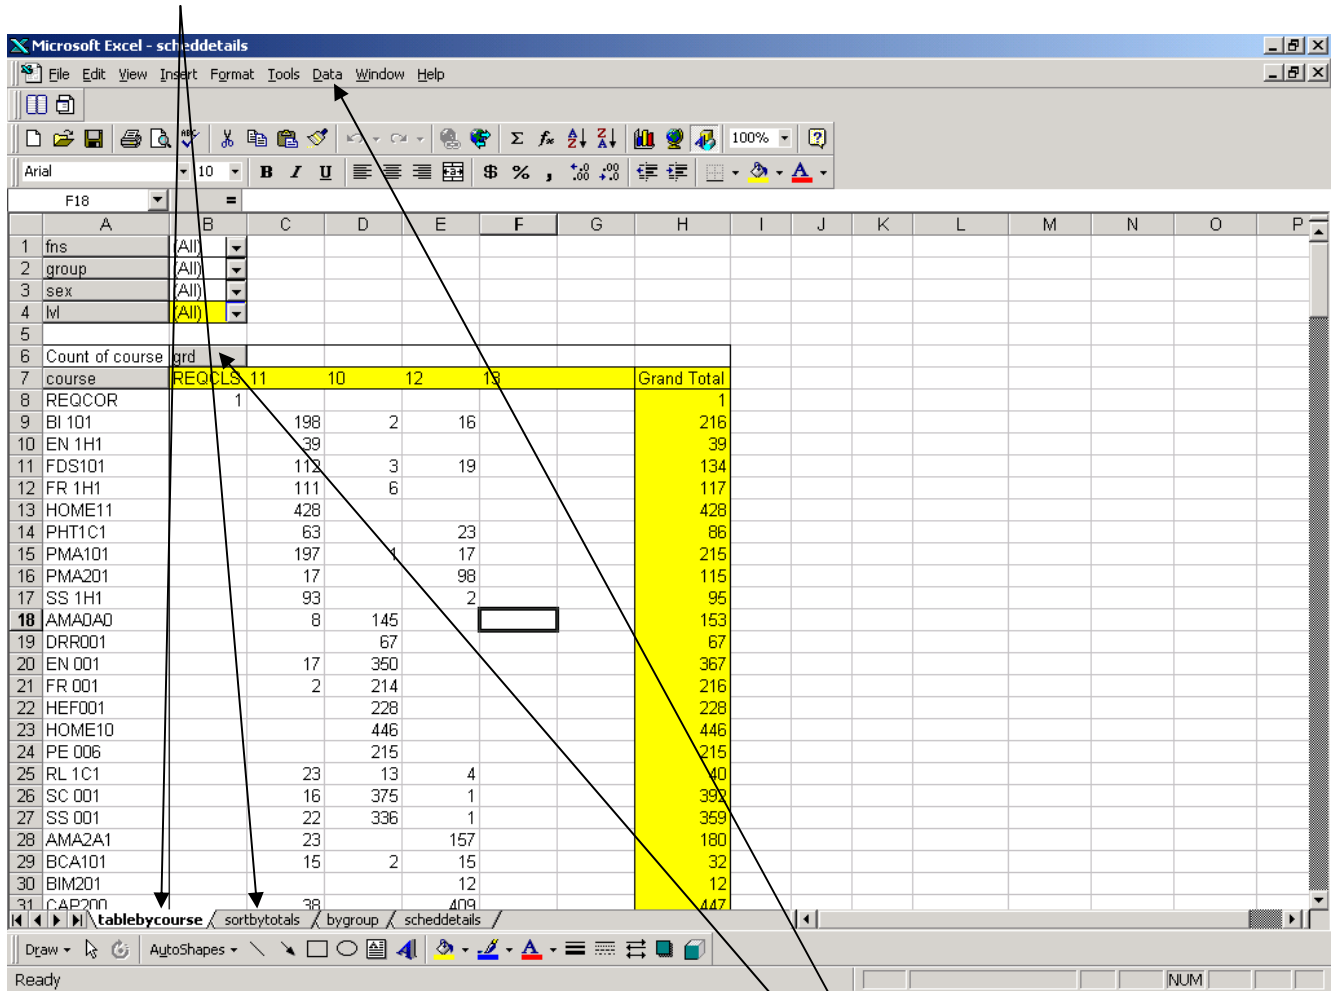 Microsoft Excel - scheddetails
File Edit View Insert Format Tools Data Window Help
100%
Arial 10 B I U $ % ,
F18 =
A B C D E F G H I J K L M N O P
1 fns (All)
2 group (All)
3 sex (All)
4 lvl (All)
5
6 Count of course grd
7 course REQCLS 11 10 12 13 Grand Total
8 REQCOR 1 1
9 BI 101 198 2 16 216
10 EN 1H1 39 39
11 FDS101 112 3 19 134
12 FR 1H1 111 6 117
13 HOME11 428 428
14 PHT1C1 63 23 86
15 PMA101 197 1 17 215
16 PMA201 17 98 115
17 SS 1H1 93 2 95
18 AMA0A0 8 145 153
19 DRR001 67 67
20 EN 001 17 350 367
21 FR 001 2 214 216
22 HEF001 228 228
23 HOME10 446 446
24 PE 006 215 215
25 RL 1C1 23 13 4 40
26 SC 001 16 375 1 392
27 SS 001 22 336 1 359
28 AMA2A1 23 157 180
29 BCA101 15 2 15 32
30 BIM201 12 12
31 CAP200 38 409 447
tablebycourse sortbytotals bygroup scheddetails
Draw AutoShapes
Ready NUM